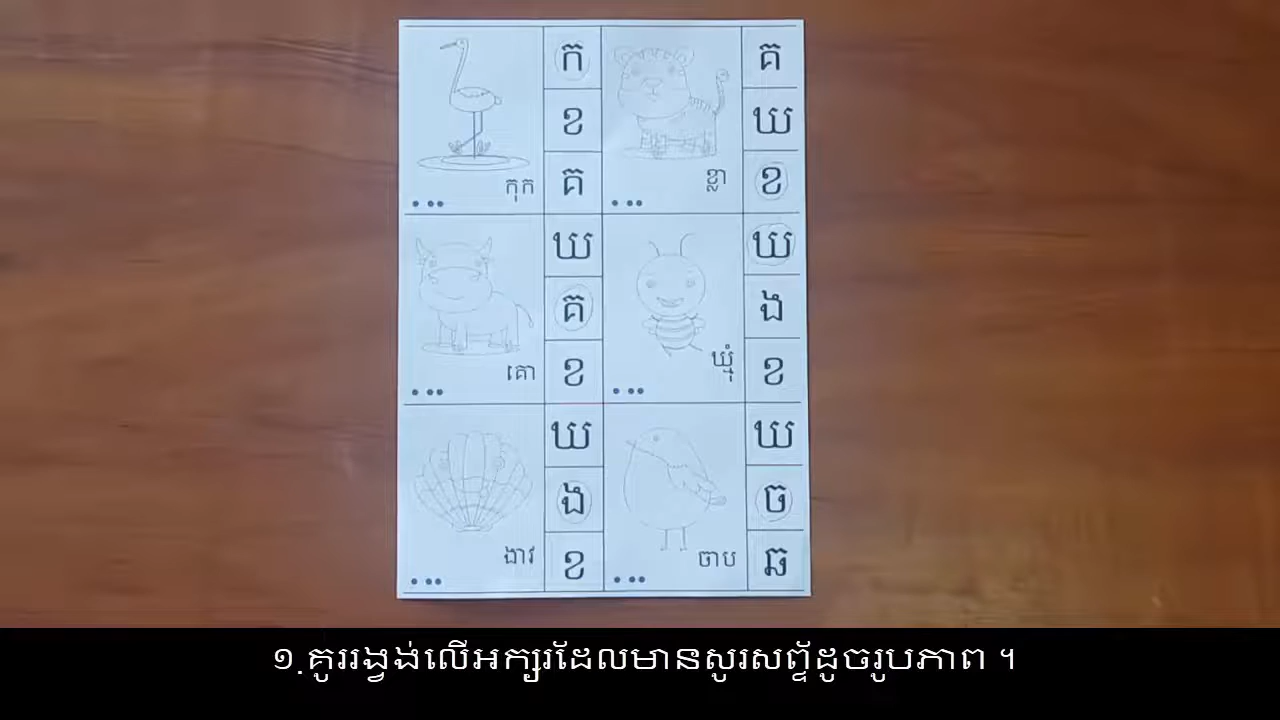 ក
ខ
គ
កុក
គ
ឃ
ខ
ខ្លា
ឃ
គ
ខ
គោ
ឃ
ង
ខ
ឃ្មុំ
ឃ
ង
ខ
ងាវ
ឃ
ច
ឆ
ចាប
១.គូររង្វង់លើអក្សរដែលមានសូរសព្ទ័ដូចរូបភាព ។